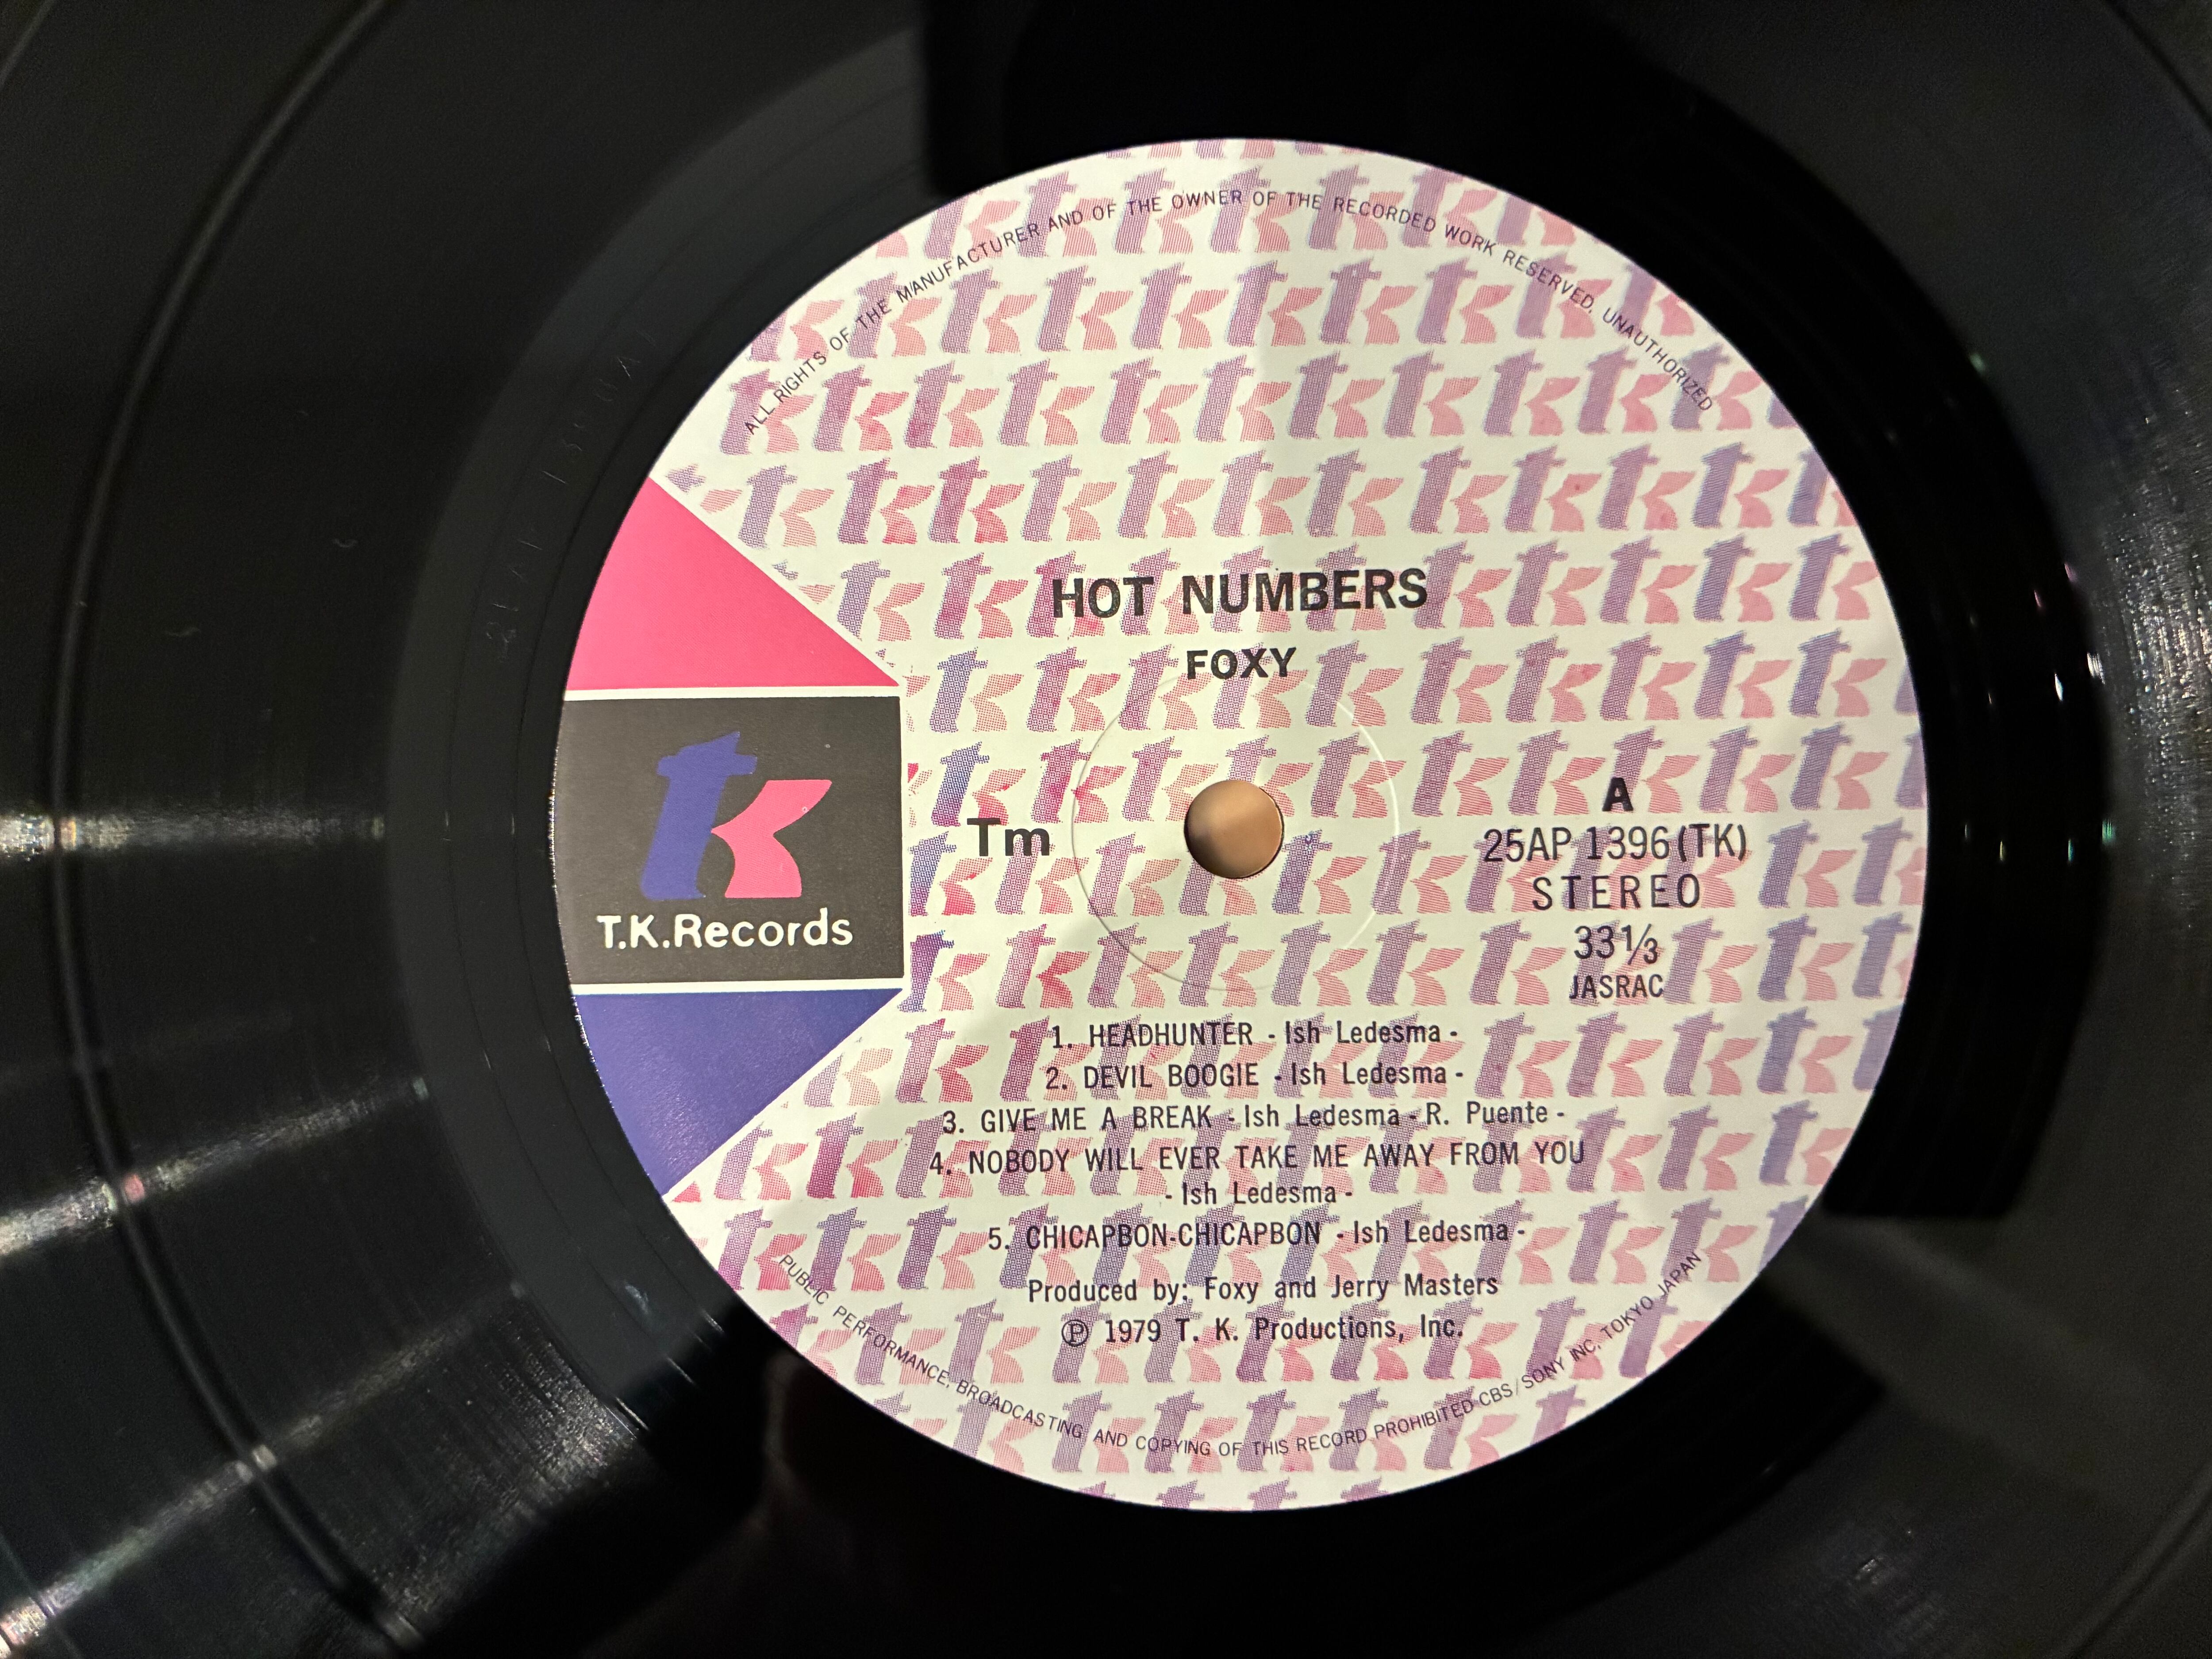 ALL RIGHTS OF THE MANUFACTURER AND OF THE OWNER OF THE RECORDED WORK RESERVED. UNAUTHORIZED
HOT NUMBERS
FOXY
tk
Tm
T.K.Records
A
25AP 1396(TK)
STEREO
33⅓
JASRAC
1. HEADHUNTER - Ish Ledesma -
2. DEVIL BOOGIE - Ish Ledesma -
3. GIVE ME A BREAK - Ish Ledesma - R. Puente -
4. NOBODY WILL EVER TAKE ME AWAY FROM YOU
- Ish Ledesma -
5. CHICAPBON-CHICAPBON - Ish Ledesma -
Produced by: Foxy and Jerry Masters
℗ 1979 T. K. Productions, Inc.
PUBLIC PERFORMANCE, BROADCASTING AND COPYING OF THIS RECORD PROHIBITED CBS/SONY INC. TOKYO JAPAN